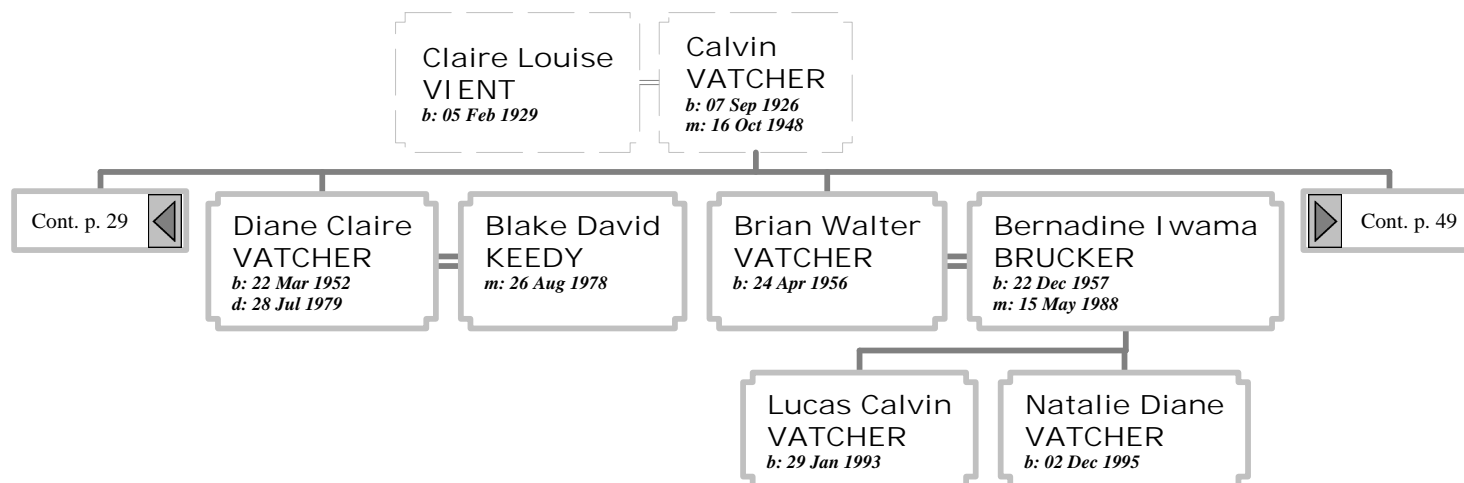 Claire Louise
VIENT
b: 05 Feb 1929
Calvin
VATCHER
b: 07 Sep 1926
m: 16 Oct 1948
Cont. p. 29
Diane Claire
VATCHER
b: 22 Mar 1952
d: 28 Jul 1979
Blake David
KEEDY
m: 26 Aug 1978
Brian Walter
VATCHER
b: 24 Apr 1956
Bernadine Iwama
BRUCKER
b: 22 Dec 1957
m: 15 May 1988
Cont. p. 49
Lucas Calvin
VATCHER
b: 29 Jan 1993
Natalie Diane
VATCHER
b: 02 Dec 1995